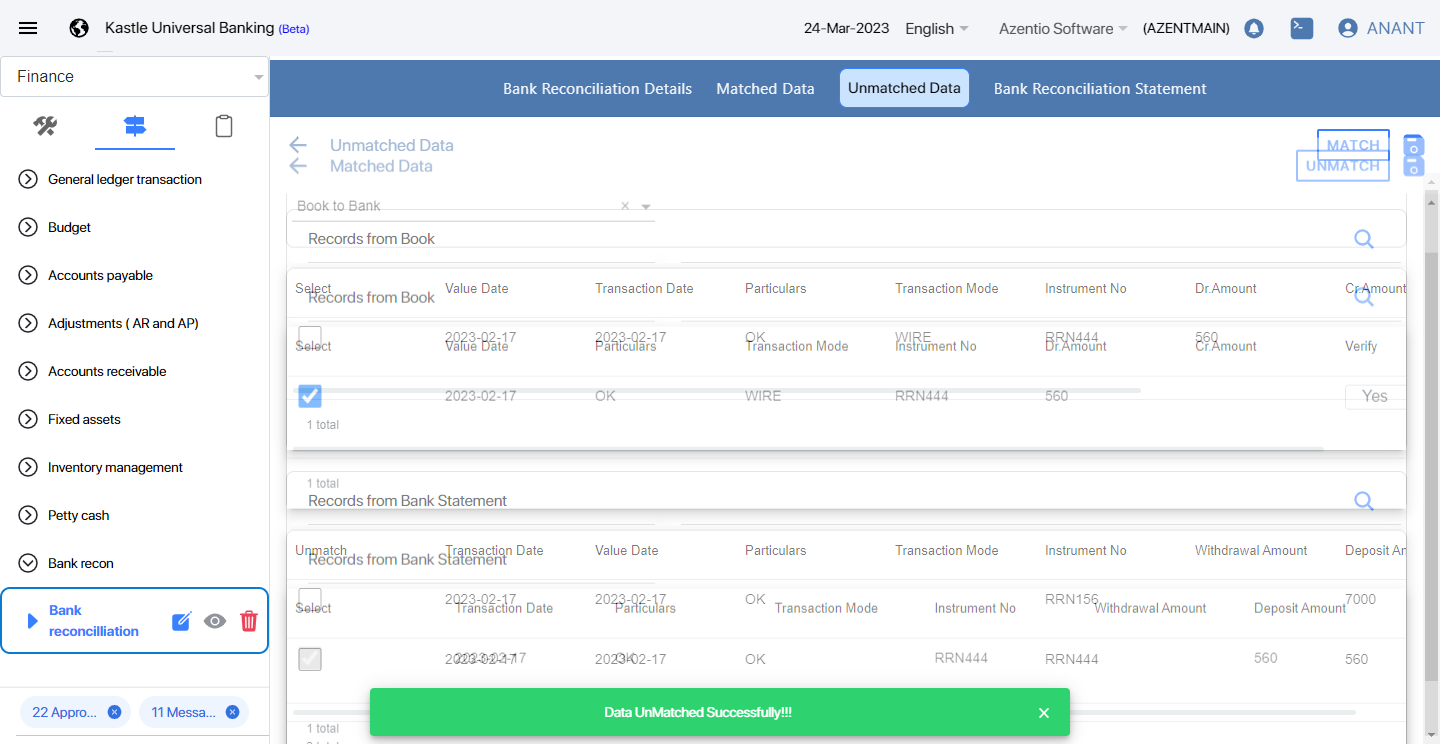 Kastle Universal Banking (Beta)
24-Mar-2023 English Azentio Software (AZENTMAIN) ANANT
Finance
Bank Reconciliation Details Matched Data Unmatched Data Bank Reconciliation Statement
Unmatched Data MATCH
Matched Data UNMATCH
General ledger transaction
Budget
Accounts payable
Adjustments ( AR and AP)
Accounts receivable
Fixed assets
Inventory management
Petty cash
Bank recon
Bank
reconcilliation
22 Appro...
11 Messa...
Book to Bank
Records from Book
Select Value Date Transaction Date Particulars Transaction Mode Instrument No Dr.Amount Cr.Amount
Records from Book
2023-02-17 2023-02-17 OK WIRE RRN444 560
Select Value Date Particulars Transaction Mode Instrument No Dr.Amount Cr.Amount Verify
2023-02-17 OK WIRE RRN444 560 Yes
1 total
1 total
Records from Bank Statement
Unmatch Transaction Date Value Date Particulars Transaction Mode Instrument No Withdrawal Amount Deposit Am
Records from Bank Statement
2023-02-17 2023-02-17 OK RRN156 7000
Select Transaction Date Particulars Transaction Mode Instrument No Withdrawal Amount Deposit Amount
2023-02-17 OK RRN444 560
2023-02-17 2023-02-17 OK RRN444 560
Data UnMatched Successfully!!!
1 total